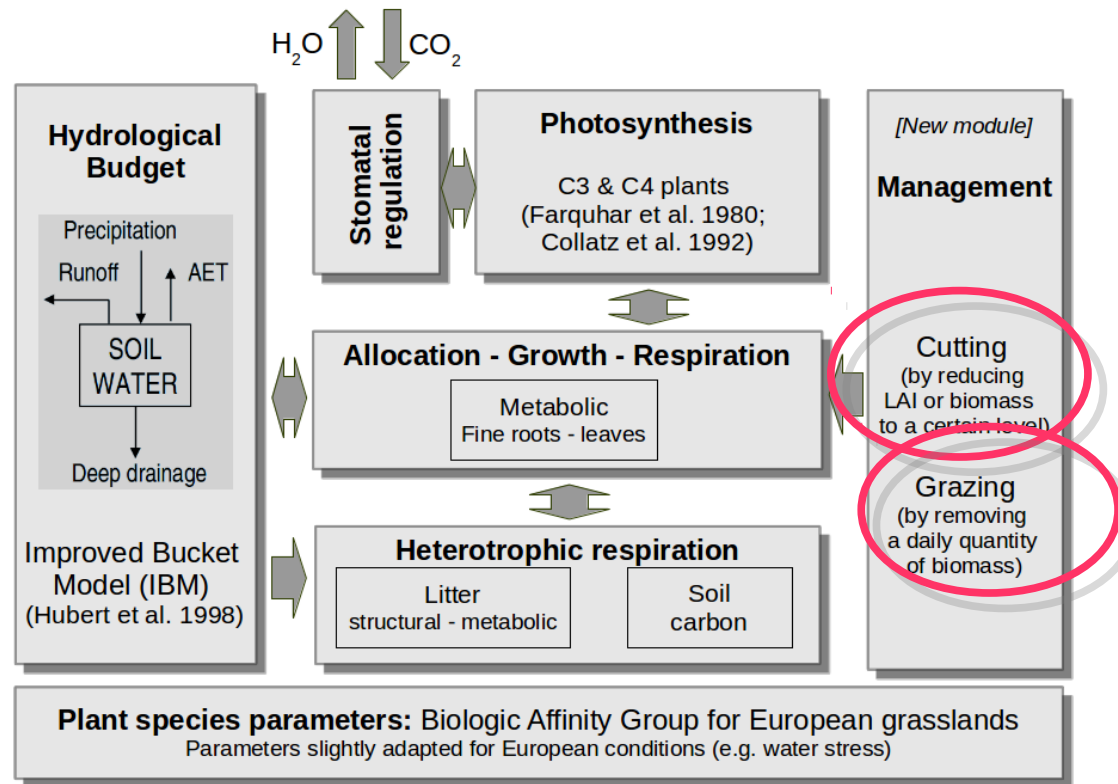 H₂O
CO₂
Hydrological
Budget
Precipitation
Runoff
AET
SOIL
WATER
Deep drainage
Improved Bucket
Model (IBM)
(Hubert et al. 1998)
Stomatal
regulation
Photosynthesis
C3 & C4 plants
(Farquhar et al. 1980;
Collatz et al. 1992)
Allocation - Growth - Respiration
Metabolic
Fine roots - leaves
Heterotrophic respiration
Litter
structural - metabolic
Soil
carbon
[New module]
Management
Cutting
(by reducing
LAI or biomass
to a certain level)
Grazing
(by removing
a daily quantity
of biomass)
Plant species parameters: Biologic Affinity Group for European grasslands
Parameters slightly adapted for European conditions (e.g. water stress)